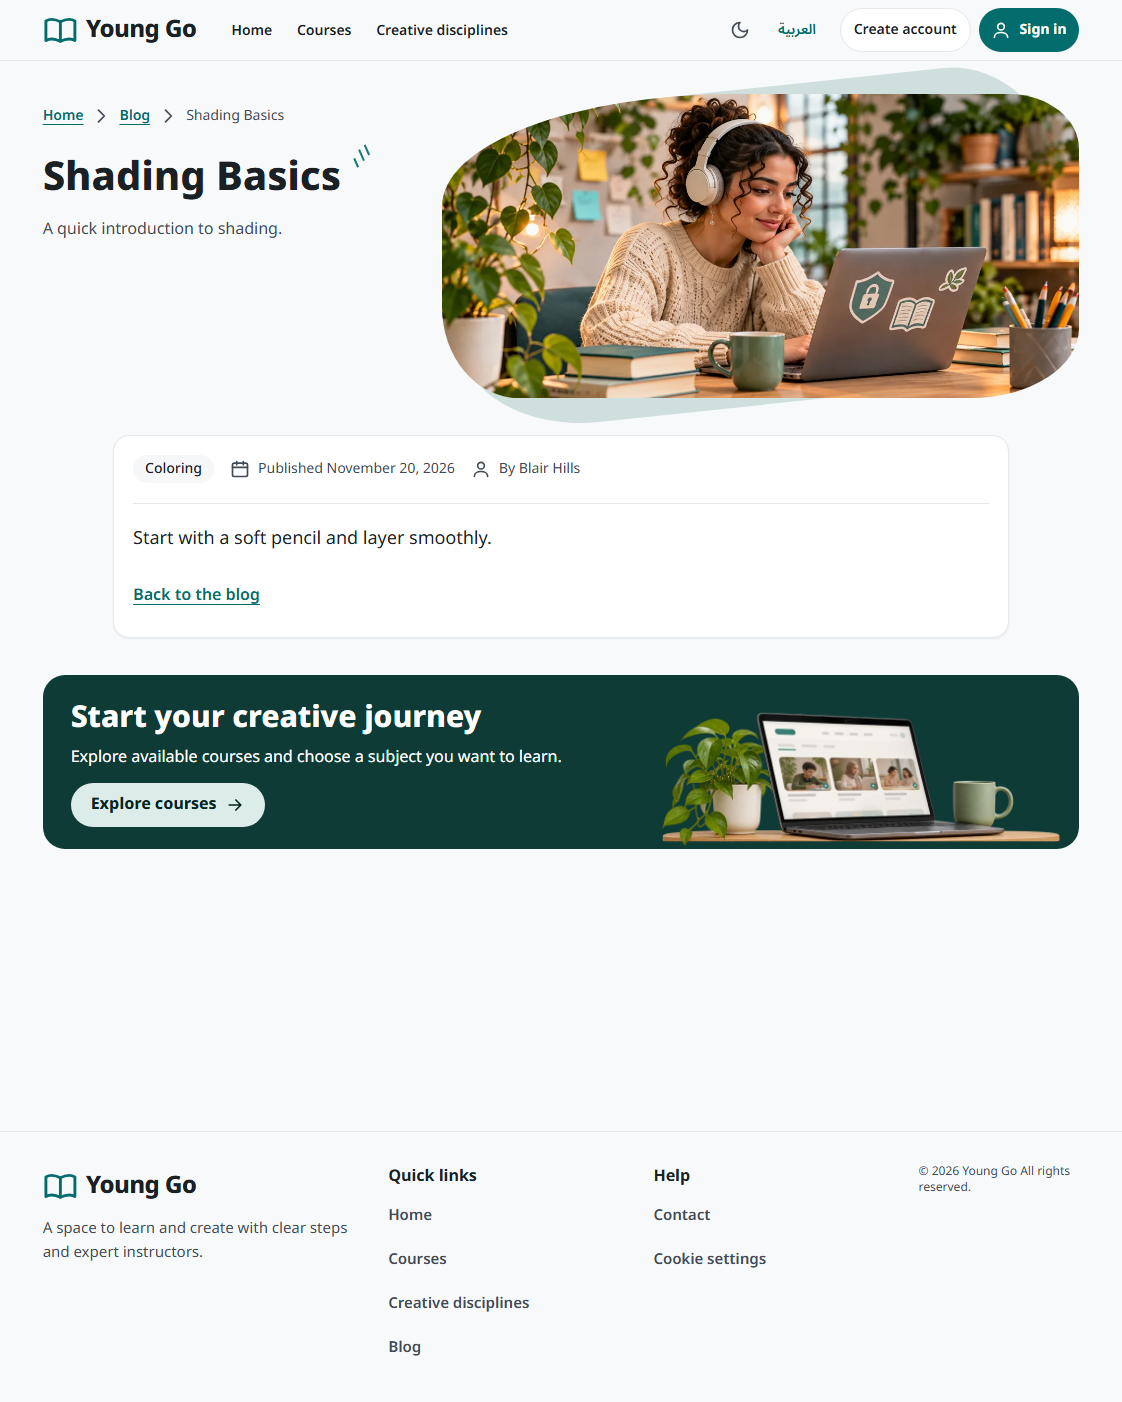 Young Go
Home
Courses
Creative disciplines
العربية
Create account
Sign in
Home
Blog
Shading Basics
Shading Basics
A quick introduction to shading.
Coloring
Published November 20, 2026
By Blair Hills
Start with a soft pencil and layer smoothly.
Back to the blog
Start your creative journey
Explore available courses and choose a subject you want to learn.
Explore courses
Young Go
A space to learn and create with clear steps
and expert instructors.
Quick links
Home
Courses
Creative disciplines
Blog
Help
Contact
Cookie settings
© 2026 Young Go All rights
reserved.